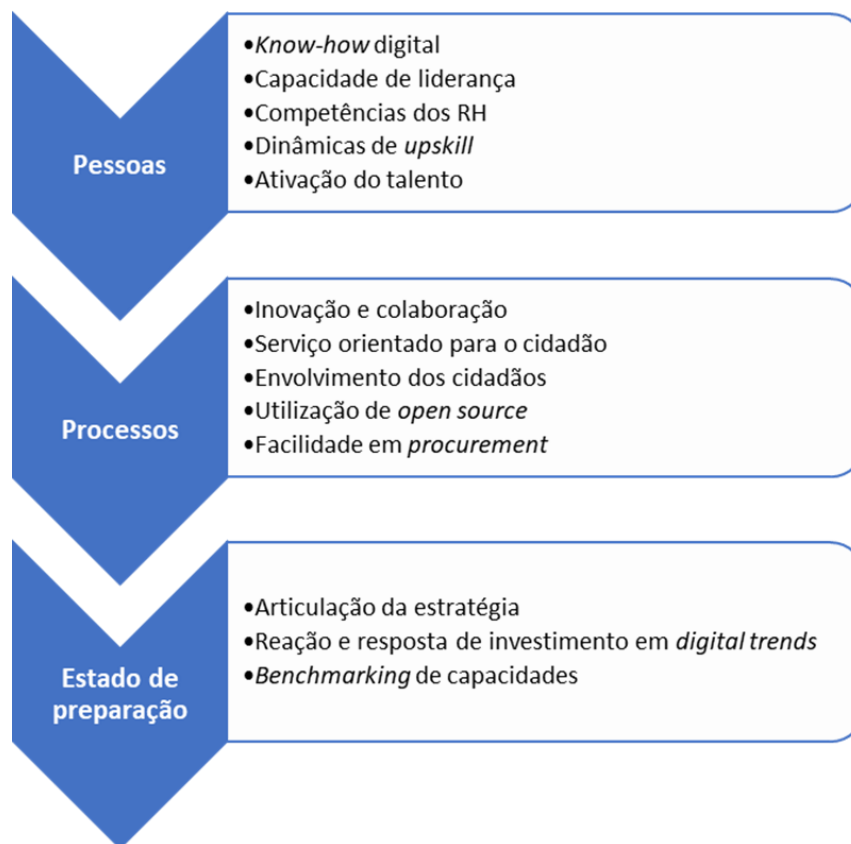 Pessoas
•Know-how digital
•Capacidade de liderança
•Competências dos RH
•Dinâmicas de upskill
•Ativação do talento
Processos
•Inovação e colaboração
•Serviço orientado para o cidadão
•Envolvimento dos cidadãos
•Utilização de open source
•Facilidade em procurement
Estado de
preparação
•Articulação da estratégia
•Reação e resposta de investimento em digital trends
•Benchmarking de capacidades